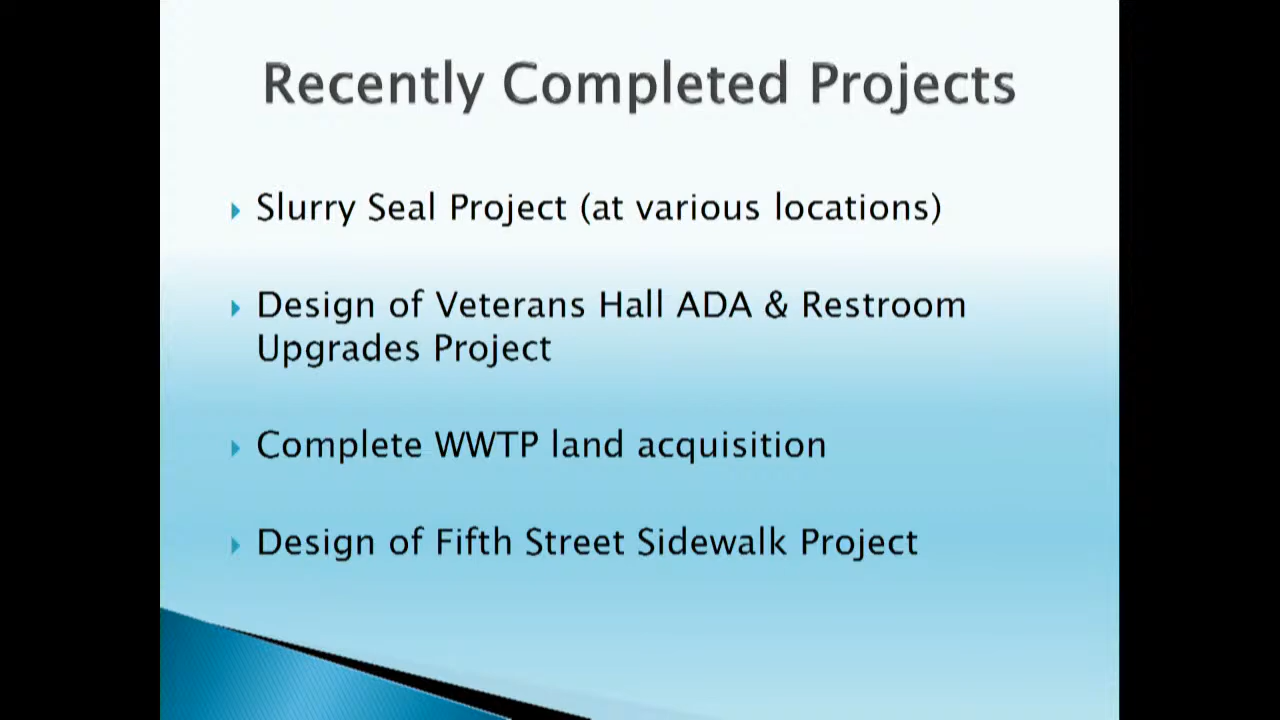 Recently Completed Projects
Slurry Seal Project (at various locations)
Design of Veterans Hall ADA & Restroom
Upgrades Project
Complete WWTP land acquisition
Design of Fifth Street Sidewalk Project